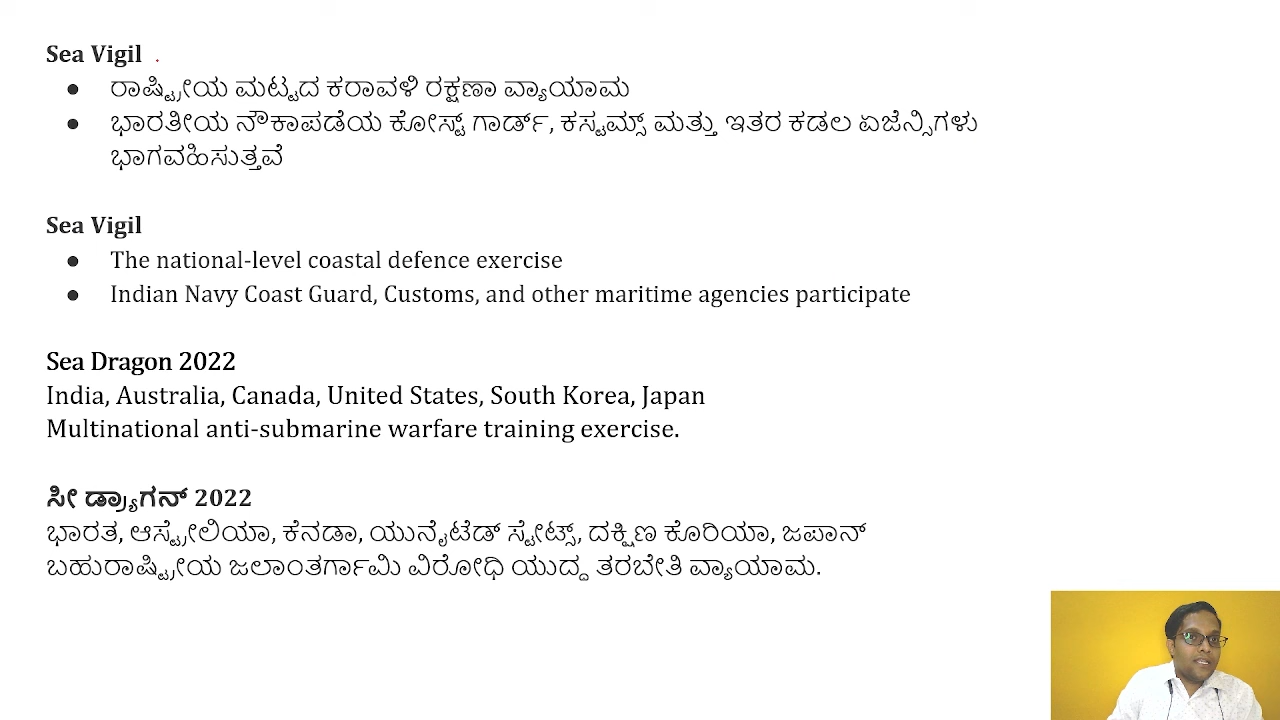 Sea Vigil
● ರಾಷ್ಟ್ರೀಯ ಮಟ್ಟದ ಕರಾವಳಿ ರಕ್ಷಣಾ ವ್ಯಾಯಾಮ
● ಭಾರತೀಯ ನೌಕಾಪಡೆಯ ಕೋಸ್ಟ್ ಗಾರ್ಡ್, ಕಸ್ಟಮ್ಸ್ ಮತ್ತು ಇತರ ಕಡಲ ಏಜೆನ್ಸಿಗಳು
ಭಾಗವಹಿಸುತ್ತವೆ
Sea Vigil
● The national-level coastal defence exercise
● Indian Navy Coast Guard, Customs, and other maritime agencies participate
Sea Dragon 2022
India, Australia, Canada, United States, South Korea, Japan
Multinational anti-submarine warfare training exercise.
ಸೀ ಡ್ರ್ಯಾಗನ್ 2022
ಭಾರತ, ಆಸ್ಟ್ರೇಲಿಯಾ, ಕೆನಡಾ, ಯುನೈಟೆಡ್ ಸ್ಟೇಟ್ಸ್, ದಕ್ಷಿಣ ಕೊರಿಯಾ, ಜಪಾನ್
ಬಹುರಾಷ್ಟ್ರೀಯ ಜಲಾಂತರ್ಗಾಮಿ ವಿರೋಧಿ ಯುದ್ಧ ತರಬೇತಿ ವ್ಯಾಯಾಮ.